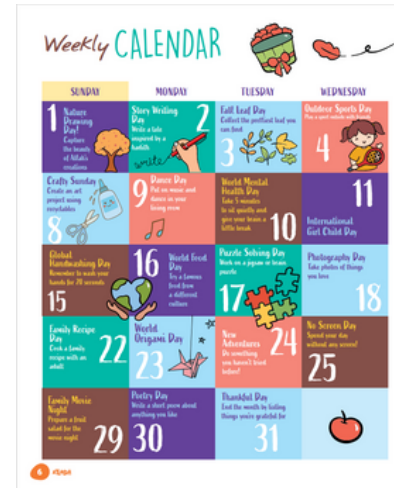 Weekly CALENDAR
SUNDAY
MONDAY
TUESDAY
WEDNESDAY
1
Nature
Drawing
Day!
Capture
the beauty
of Allah's
creations
Story Writing
Day
2
Write a tale
inspired by a
hadith
write
Fall Leaf Day
Collect the prettiest leaf you
can find
3
Outdoor Sports Day
Play a sport outside with friends
4
Crafty Sunday
Create an art
project using
recyclables
8
9
Dance Day
Put on music and
dance in your
living room
World Mental
Health Day
Take 5 minutes
to sit quietly and
give your brain a
little break
10
11
International
Girl Child Day
Global
Handwashing Day
Remember to wash your
hands for 20 seconds
15
16
World Food
Day
Try a famous
food from
a different
culture
Puzzle Solving Day
Work on a jigsaw or brain
puzzle
17
Photography Day
Take photos of things
you love
18
Family Recipe
Day
Cook a family
recipe with an
adult
22
World
Origami Day
23
New
Adventures
Do something
you haven't tried
before!
24
No Screen Day
Spend your day
without any screens!
25
Family Movie
Night
Prepare a fruit
salad for the
movie night
29
Poetry Day
Write a short poem about
anything you like
30
Thankful Day
End the month by listing
things you're grateful for
31
6